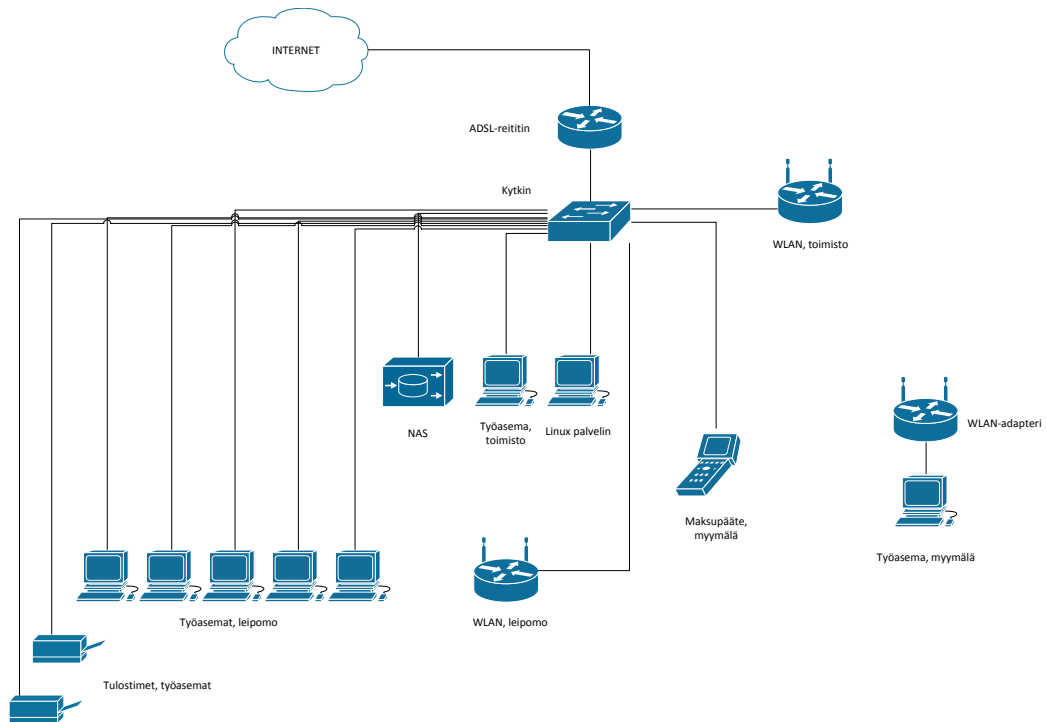 INTERNET
ADSL-reititin
Kytkin
WLAN, toimisto
NAS
Työasema,
toimisto
Linux palvelin
WLAN-adapteri
Maksupääte,
myymälä
Työasema, myymälä
Työasemat, leipomo
WLAN, leipomo
Tulostimet, työasemat